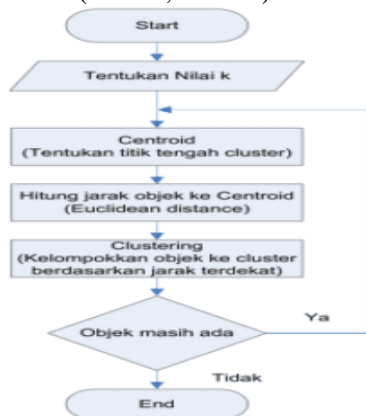 Start
Tentukan Nilai k
Centroid
(Tentukan titik tengah cluster)
Hitung jarak objek ke Centroid
(Euclidean distance)
Clustering
(Kelompokkan objek ke cluster
berdasarkan jarak terdekat)
Objek masih ada
Ya
Tidak
End